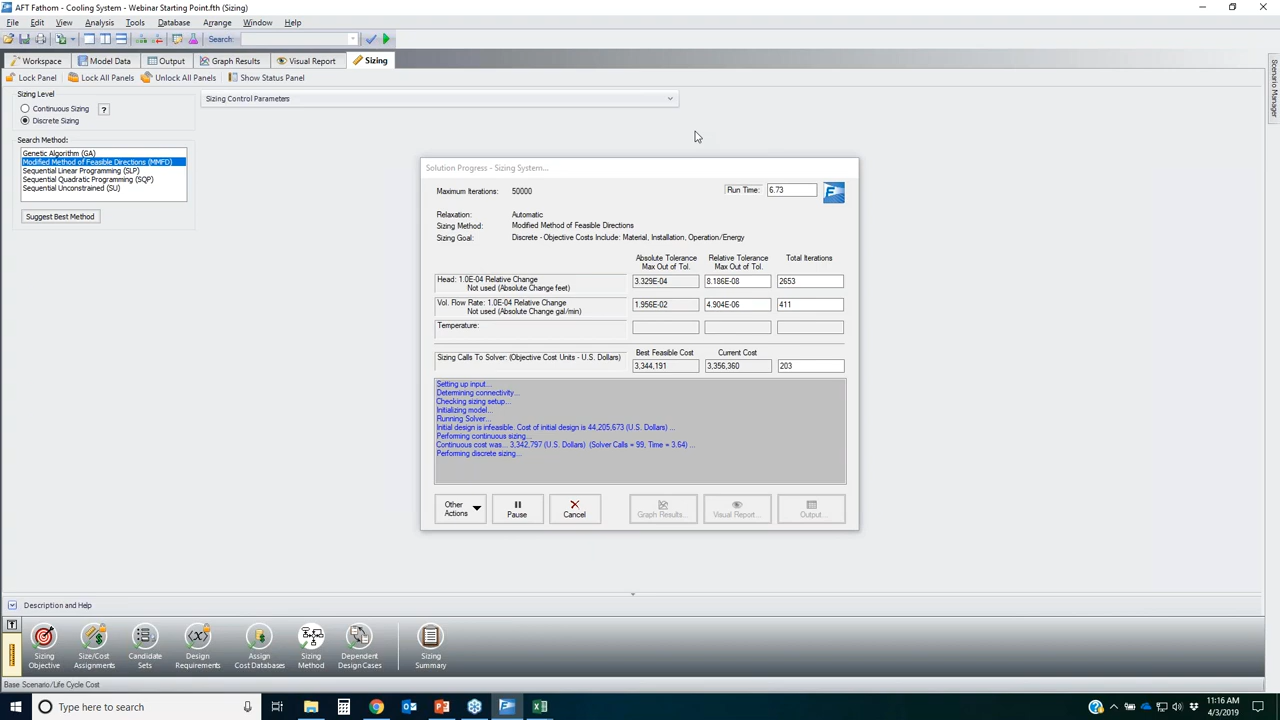 AFT Fathom - Cooling System - Webinar Starting Point.fth (Sizing)
File Edit View Analysis Tools Database Arrange Window Help
Search:
Workspace Model Data Output Graph Results Visual Report Sizing
Lock Panel Lock All Panels Unlock All Panels Show Status Panel
Scenario Manager
Sizing Level
Continuous Sizing ?
Discrete Sizing
Sizing Control Parameters
Search Method:
Genetic Algorithm (GA)
Modified Method of Feasible Directions (MMFD)
Sequential Linear Programming (SLP)
Sequential Quadratic Programming (SQP)
Sequential Unconstrained (SU)
Suggest Best Method
Solution Progress - Sizing System...
Maximum Iterations: 50000 Run Time: 6.73
Relaxation: Automatic
Sizing Method: Modified Method of Feasible Directions
Sizing Goal: Discrete - Objective Costs Include: Material, Installation, Operation/Energy
Absolute Tolerance Relative Tolerance Total Iterations
Max Out of Tol. Max Out of Tol.
Head: 1.0E-04 Relative Change 3.329E-04 8.186E-08 2653
Not used (Absolute Change feet)
Vol. Flow Rate: 1.0E-04 Relative Change 1.956E-02 4.904E-06 411
Not used (Absolute Change gal/min)
Temperature:
Best Feasible Cost Current Cost
Sizing Calls To Solver: (Objective Cost Units - U.S. Dollars) 3,344,191 3,356,360 203
Setting up input...
Determining connectivity...
Checking sizing setup...
Initializing model...
Running Solver...
Initial design is infeasible. Cost of initial design is 44,205,673 (U.S. Dollars) ...
Performing continuous sizing...
Continuous cost was... 3,342,797 (U.S. Dollars) (Solver Calls = 99, Time = 3.64) ...
Performing discrete sizing...
Other Actions Pause Cancel Graph Results... Visual Report... Output...
Description and Help
Sizing Objective Size/Cost Assignments Candidate Sets Design Requirements Assign Cost Databases Sizing Method Dependent Design Cases Sizing Summary
Base Scenario/Life Cycle Cost
Type here to search
11:16 AM
4/3/2019